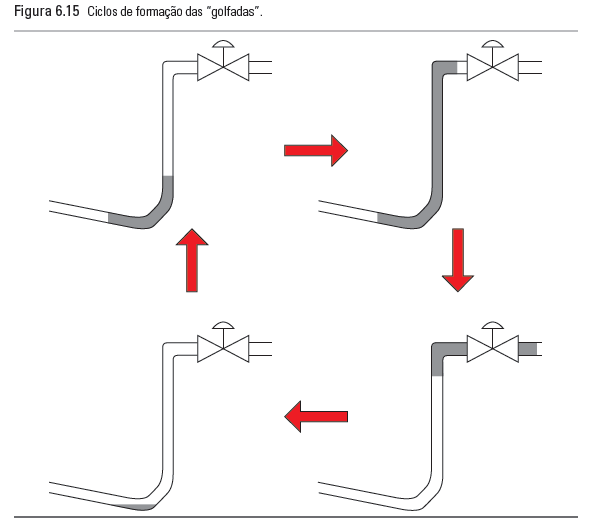 Figura 6.15 Ciclos de formação das “golfadas”.